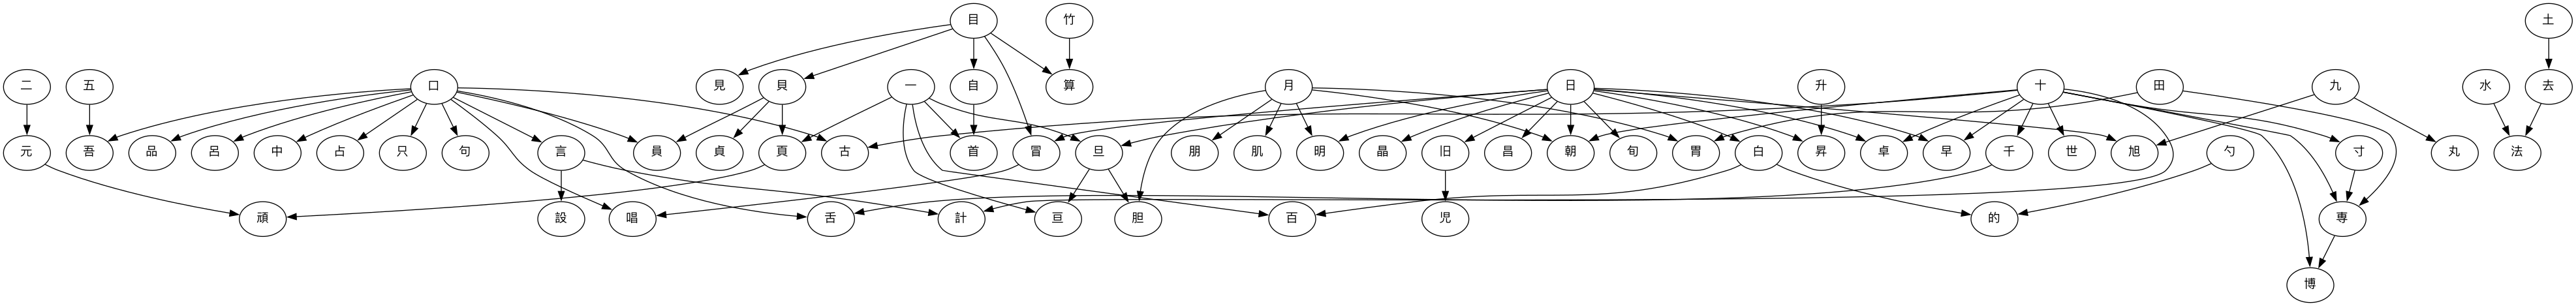 目 竹 土
二 五 口 見 貝 一 自 算 月 日 升 十 田 九 水 去
元 吾 品 呂 中 占 只 句 言 員 貞 頁 古 首 冒 旦 朋 肌 明 晶 旧 昌 朝 旬 胃 白 昇 卓 早 千 世 旭 勺 寸 丸 法
頑 設 唱 舌 計 亘 胆 百 児 的 専
博